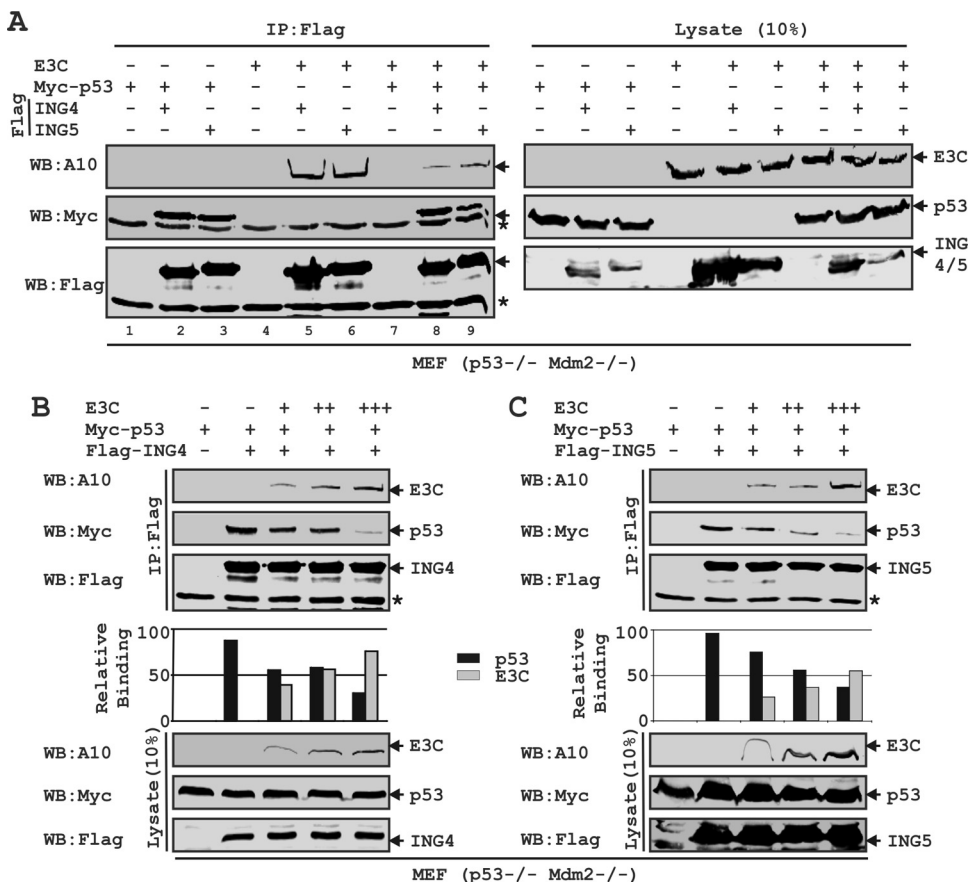 A
IP:Flag
Lysate (10%)
E3C - - - + + + + + + - - - + + + + + +
Myc-p53 + + + - - - + + + + + + - - - + + +
Flag
ING4 - + - - + - - + - - + - - + - - + -
ING5 - - + - - + - - + - - + - - + - - +
WB:A10
E3C
WB:Myc
*
p53
WB:Flag
*
ING
4/5
1 2 3 4 5 6 7 8 9
MEF (p53-/- Mdm2-/-)
B
E3C - - + ++ +++
Myc-p53 + + + + +
Flag-ING4 - + + + +
IP:Flag
WB:A10
E3C
WB:Myc
p53
WB:Flag
ING4
*
Relative
Binding
100
50
0
p53
E3C
Lysate(10%)
WB:A10
E3C
WB:Myc
p53
WB:Flag
ING4
C
E3C - - + ++ +++
Myc-p53 + + + + +
Flag-ING5 - + + + +
IP:Flag
WB:A10
E3C
WB:Myc
p53
WB:Flag
ING5
*
Relative
Binding
100
50
0
Lysate(10%)
WB:A10
E3C
WB:Myc
p53
WB:Flag
ING5
MEF (p53-/- Mdm2-/-)